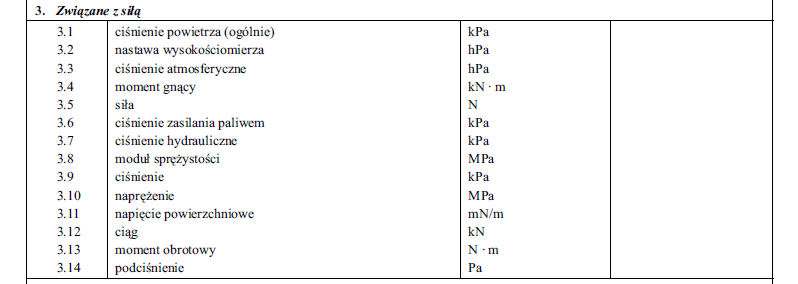 3. Związane z siłą
3.1 ciśnienie powietrza (ogólnie) kPa
3.2 nastawa wysokościomierza hPa
3.3 ciśnienie atmosferyczne hPa
3.4 moment gnący kN · m
3.5 siła N
3.6 ciśnienie zasilania paliwem kPa
3.7 ciśnienie hydrauliczne kPa
3.8 moduł sprężystości MPa
3.9 ciśnienie kPa
3.10 naprężenie MPa
3.11 napięcie powierzchniowe mN/m
3.12 ciąg kN
3.13 moment obrotowy N · m
3.14 podciśnienie Pa